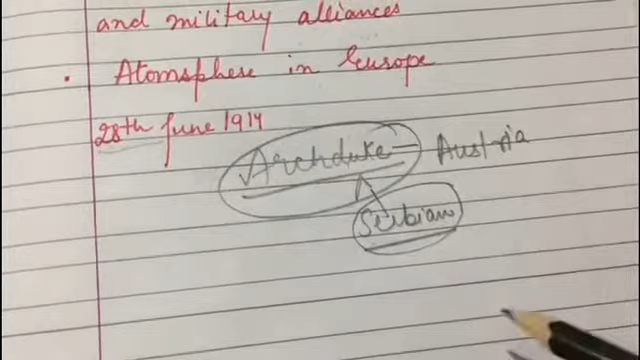 and military alliances
. Atomsphere in Europe
28th June 1914
Archduke - Austria
Serbian